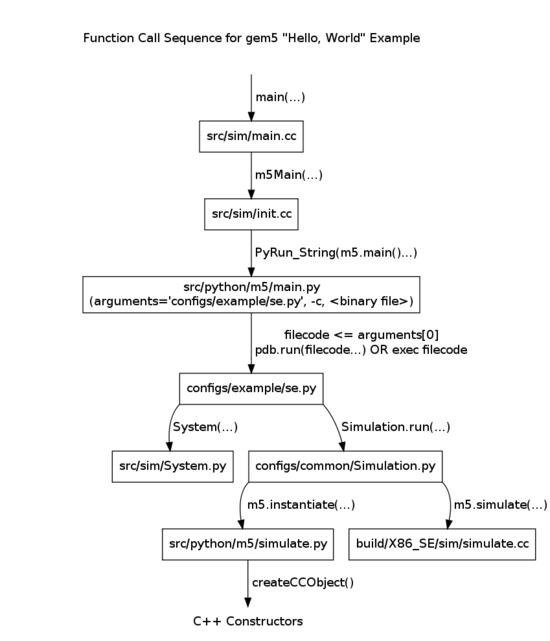 Function Call Sequence for gem5 "Hello, World" Example
main(...)
src/sim/main.cc
m5Main(...)
src/sim/init.cc
PyRun_String(m5.main()...)
src/python/m5/main.py
(arguments='configs/example/se.py', -c, <binary file>)
filecode <= arguments[0]
pdb.run(filecode...) OR exec filecode
configs/example/se.py
System(...)
Simulation.run(...)
src/sim/System.py
configs/common/Simulation.py
m5.instantiate(...)
m5.simulate(...)
src/python/m5/simulate.py
build/X86_SE/sim/simulate.cc
createCCObject()
C++ Constructors